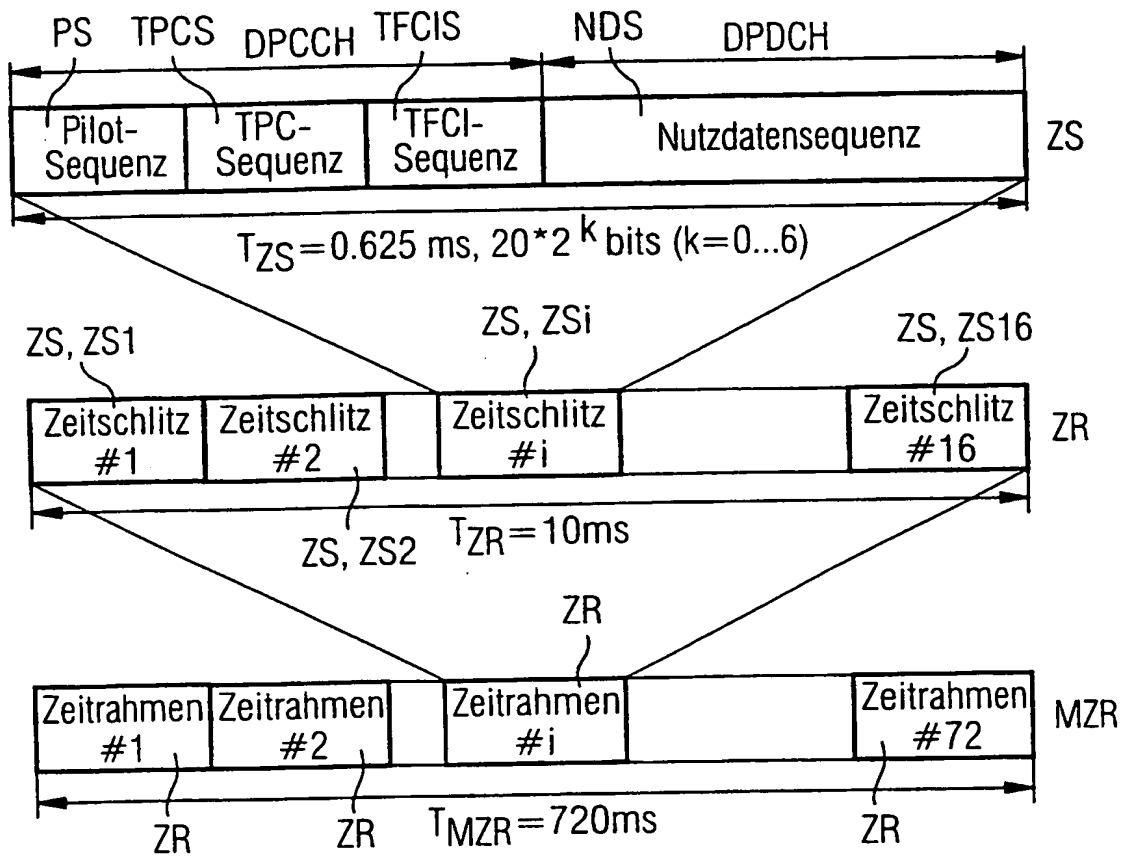 PS TPCS DPCCH TFCIS NDS DPDCH
Pilot-
Sequenz
TPC-
Sequenz
TFCI-
Sequenz
Nutzdatensequenz
ZS
TZS=0.625 ms, 20*2 k bits (k=0...6)
ZS, ZS1
ZS, ZSi
ZS, ZS16
Zeitschlitz
#1
Zeitschlitz
#2
Zeitschlitz
#i
Zeitschlitz
#16
ZR
TZR=10ms
ZS, ZS2
ZR
Zeitrahmen
#1
Zeitrahmen
#2
Zeitrahmen
#i
Zeitrahmen
#72
MZR
TMZR=720ms
ZR
ZR
ZR